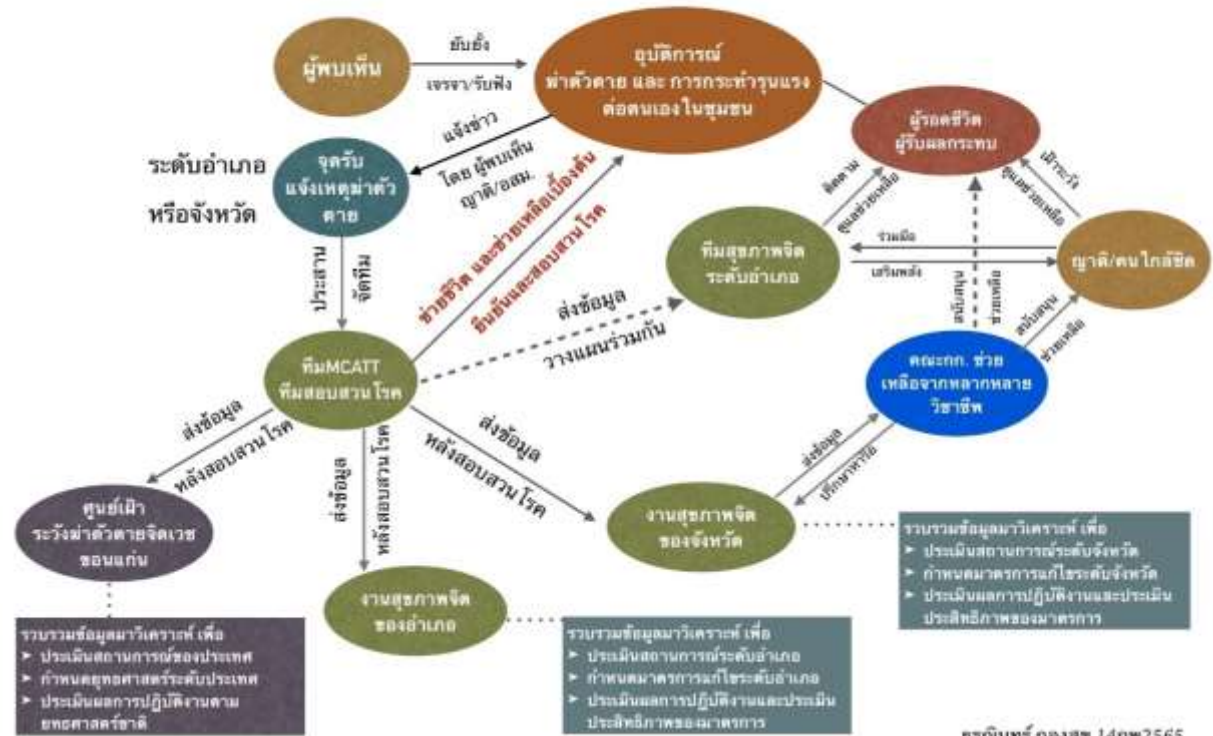 ผู้พบเห็น
ยับยั้ง
เจรจา/รับฟัง
อุบัติการณ์
ฆ่าตัวตาย และ การกระทำรุนแรง
ต่อตนเองในชุมชน
ผู้รอดชีวิต
ผู้รับผลกระทบ
ระดับอำเภอ
หรือจังหวัด
จุดรับ
แจ้งเหตุฆ่าตัว
ตาย
แจ้งข่าว
โดย ผู้พบเห็น
ญาติ/อสม.
ช่วยชีวิต และช่วยเหลือเบื้องต้น
ยืนยันและสอบสวนโรค
ติดตาม
ดูแลช่วยเหลือ
เฝ้าระวัง
ดูแลช่วยเหลือ
ทีมสุขภาพจิต
ระดับอำเภอ
ร่วมมือ
เสริมพลัง
ญาติ/คนใกล้ชิด
ประสาน
จัดทีม
ส่งข้อมูล
วางแผนร่วมกัน
สนับสนุน
ช่วยเหลือ
สนับสนุน
ช่วยเหลือ
ทีมMCATT
ทีมสอบสวนโรค
คณะกก. ช่วย
เหลือจากหลากหลาย
วิชาชีพ
ส่งข้อมูล
หลังสอบสวนโรค
ส่งข้อมูล
หลังสอบสวนโรค
ส่งข้อมูล
หลังสอบสวนโรค
ส่งข้อมูล
ปรึกษาหารือ
ศูนย์เฝ้า
ระวังฆ่าตัวตายจิตเวช
ขอนแก่น
งานสุขภาพจิต
ของจังหวัด
งานสุขภาพจิต
ของอำเภอ
รวบรวมข้อมูลมาวิเคราะห์ เพื่อ
➤ ประเมินสถานการณ์ระดับจังหวัด
➤ กำหนดมาตรการแก้ไขระดับจังหวัด
➤ ประเมินผลการปฏิบัติงานและประเมิน
ประสิทธิภาพของมาตรการ
รวบรวมข้อมูลมาวิเคราะห์ เพื่อ
➤ ประเมินสถานการณ์ของประเทศ
➤ กำหนดยุทธศาสตร์ระดับประเทศ
➤ ประเมินผลการปฏิบัติงานตาม
ยุทธศาสตร์ชาติ
รวบรวมข้อมูลมาวิเคราะห์ เพื่อ
➤ ประเมินสถานการณ์ระดับอำเภอ
➤ กำหนดมาตรการแก้ไขระดับอำเภอ
➤ ประเมินผลการปฏิบัติงานและประเมิน
ประสิทธิภาพของมาตรการ
14กพ2565